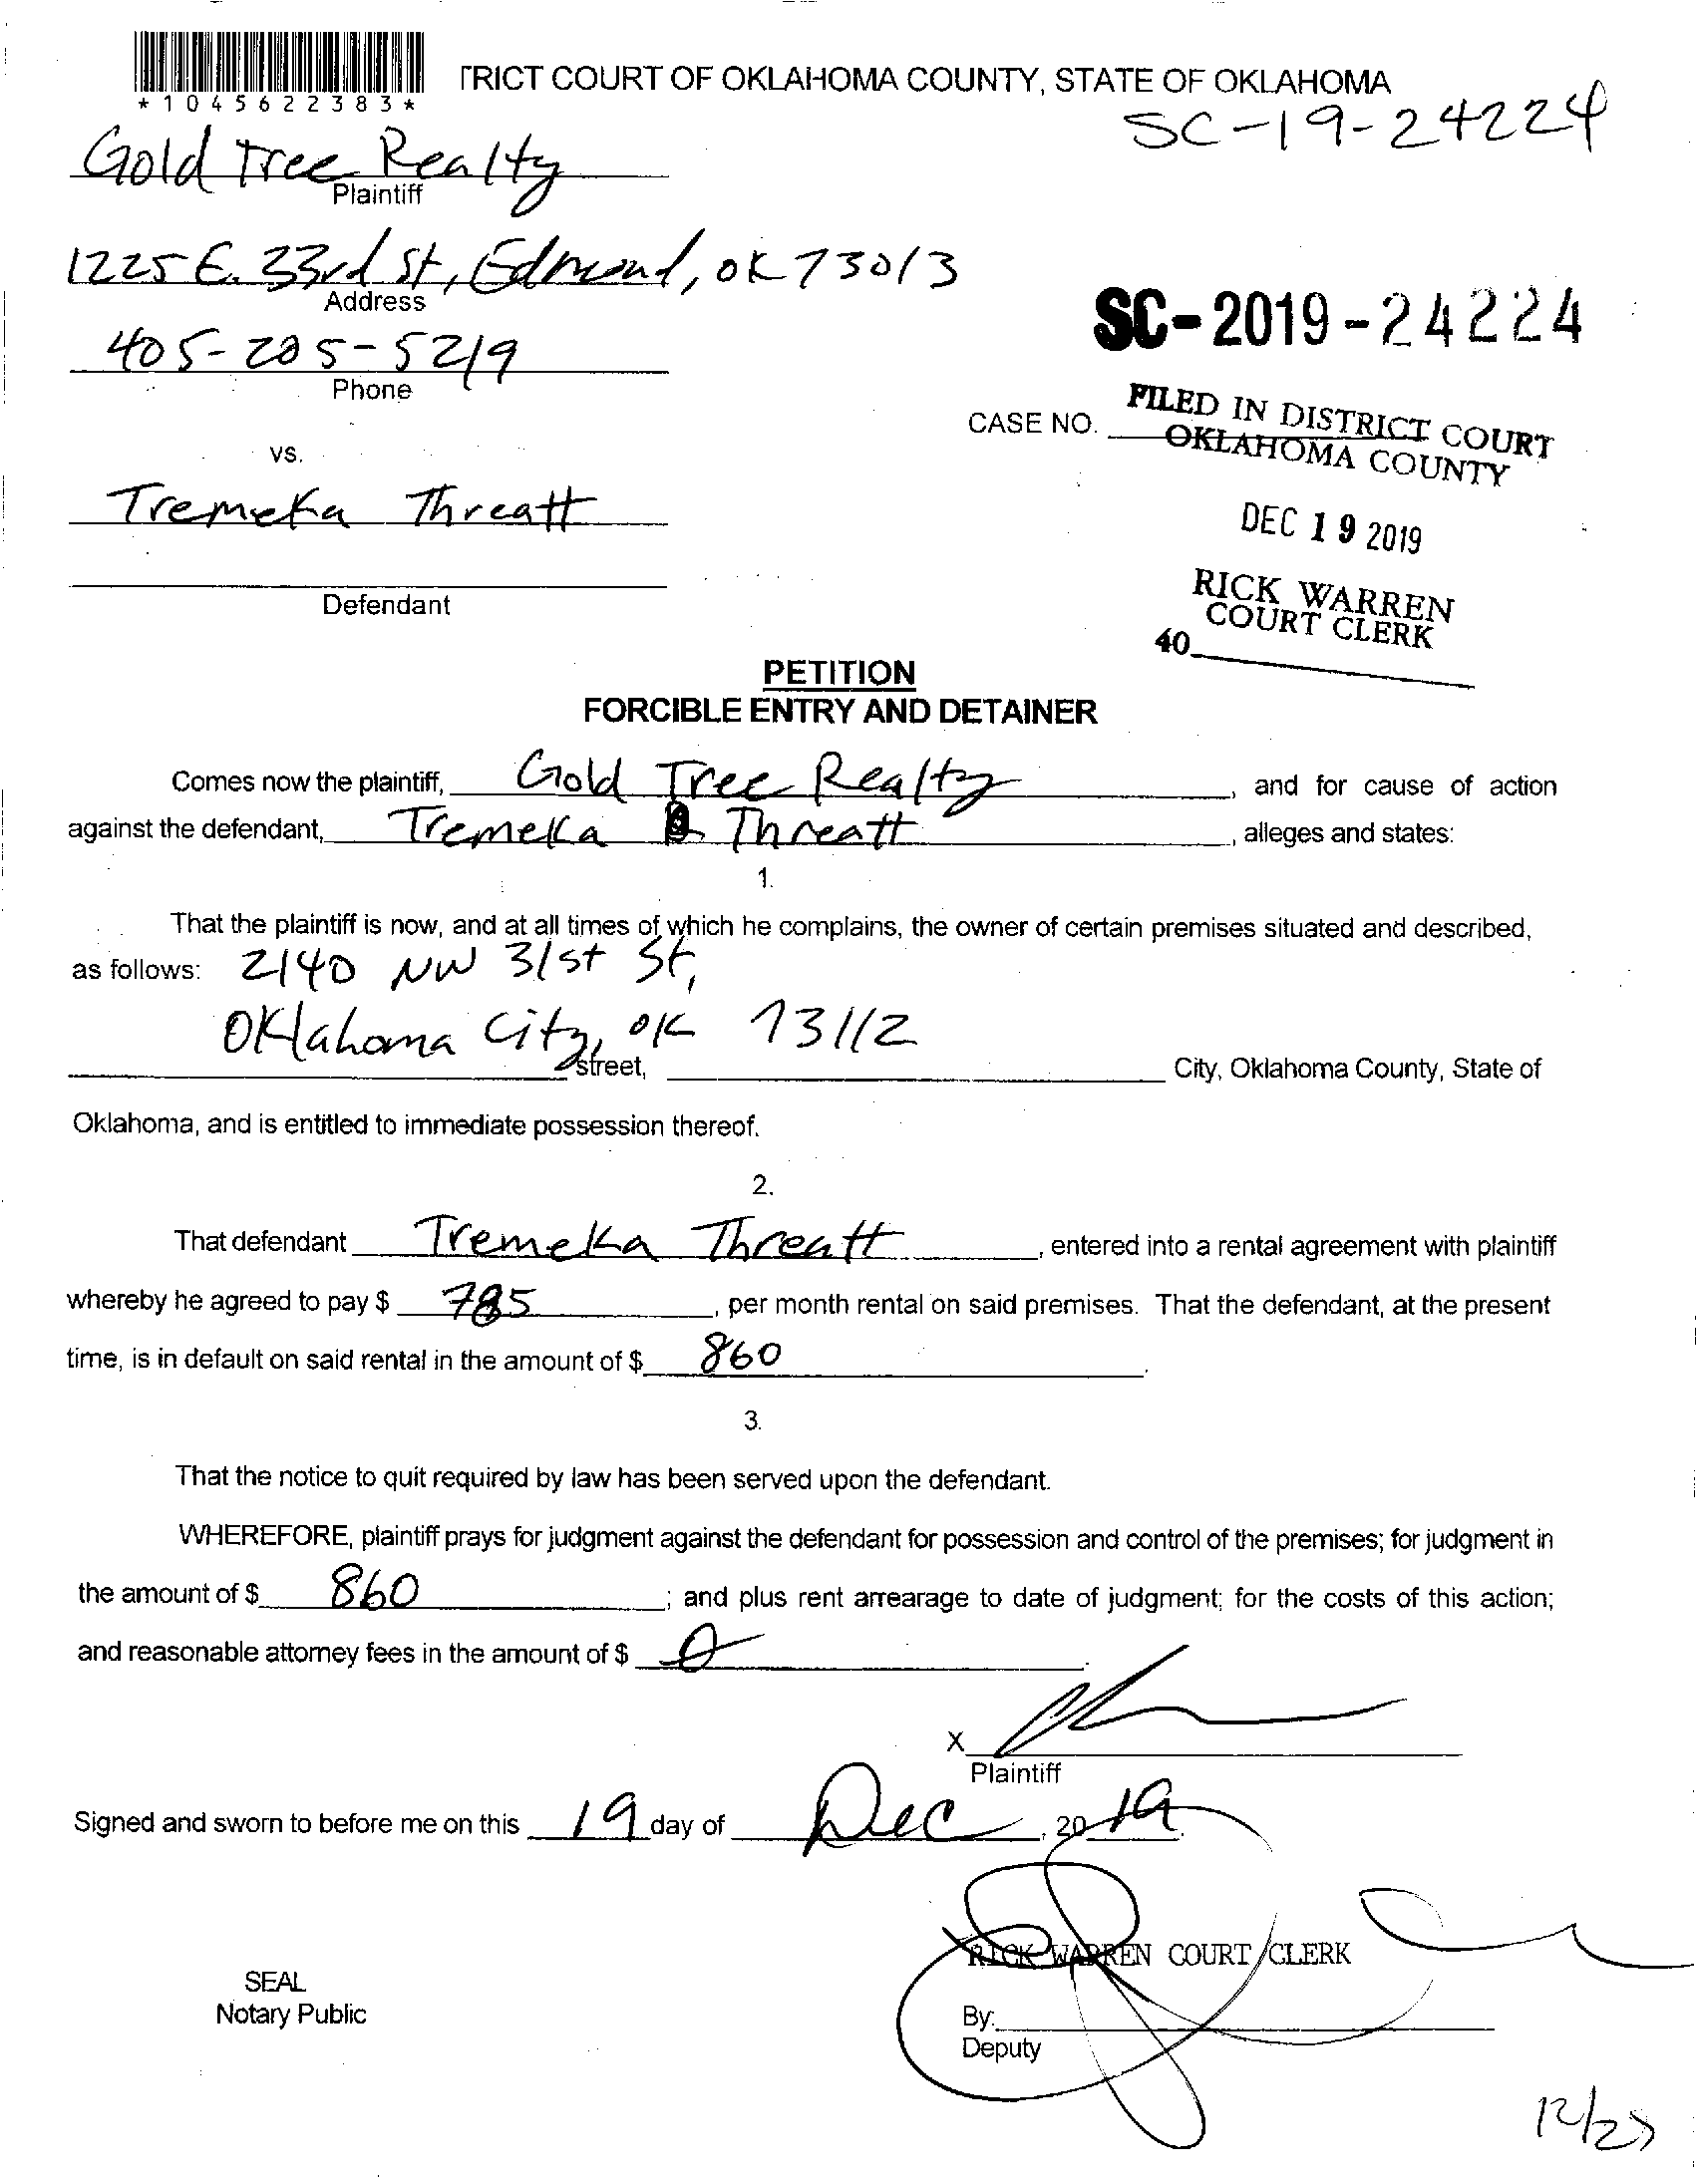 *1045622383*
TRICT COURT OF OKLAHOMA COUNTY, STATE OF OKLAHOMA
SC-19-24224
Gold Tree Realty
Plaintiff
1225 E. 33rd St, Edmond, OK 73013
Address
SC-2019-24224
405-205-5219
Phone
CASE NO.
FILED IN DISTRICT COURT
OKLAHOMA COUNTY
vs.
Tremeka Threatt
DEC 19 2019
Defendant
RICK WARREN
COURT CLERK
40
PETITION
FORCIBLE ENTRY AND DETAINER
Comes now the plaintiff, Gold Tree Realty, and for cause of action
against the defendant, Tremeka Threatt, alleges and states:
1.
That the plaintiff is now, and at all times of which he complains, the owner of certain premises situated and described,
as follows: 2140 NW 31st St,
Oklahoma City, OK 73112
street, City, Oklahoma County, State of
Oklahoma, and is entitled to immediate possession thereof.
2.
That defendant Tremeka Threatt, entered into a rental agreement with plaintiff
whereby he agreed to pay $ 785, per month rental on said premises. That the defendant, at the present
time, is in default on said rental in the amount of $ 860.
3.
That the notice to quit required by law has been served upon the defendant.
WHEREFORE, plaintiff prays for judgment against the defendant for possession and control of the premises; for judgment in
the amount of $ 860; and plus rent arrearage to date of judgment; for the costs of this action;
and reasonable attorney fees in the amount of $ 0.
X
Plaintiff
Signed and sworn to before me on this 19 day of Dec, 2019.
RICK WARREN COURT CLERK
SEAL
Notary Public
By:
Deputy